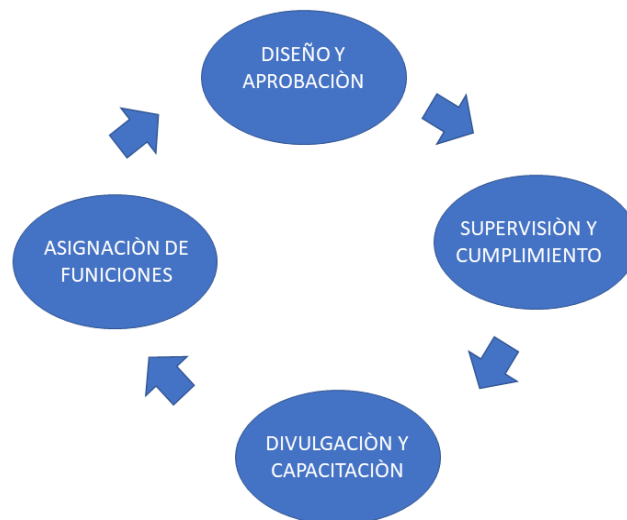 DISEÑO Y
APROBACIÒN
SUPERVISIÒN Y
CUMPLIMIENTO
DIVULGACIÒN Y
CAPACITACIÒN
ASIGNACIÒN DE
FUNICIONES